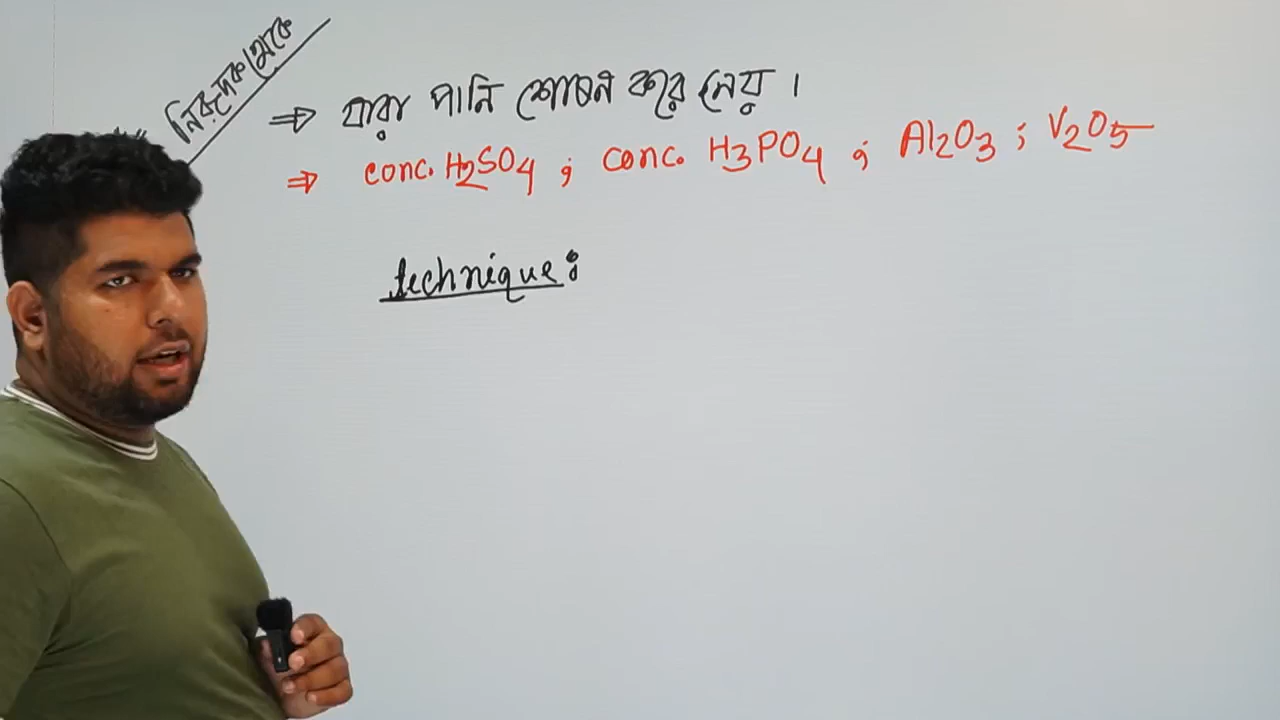 নিরুদক থেকে
⇒ যারা পানি শোষন করে নেয়।
⇒ conc. H2SO4 ; conc. H3PO4 ; Al2O3 ; V2O5
technique :